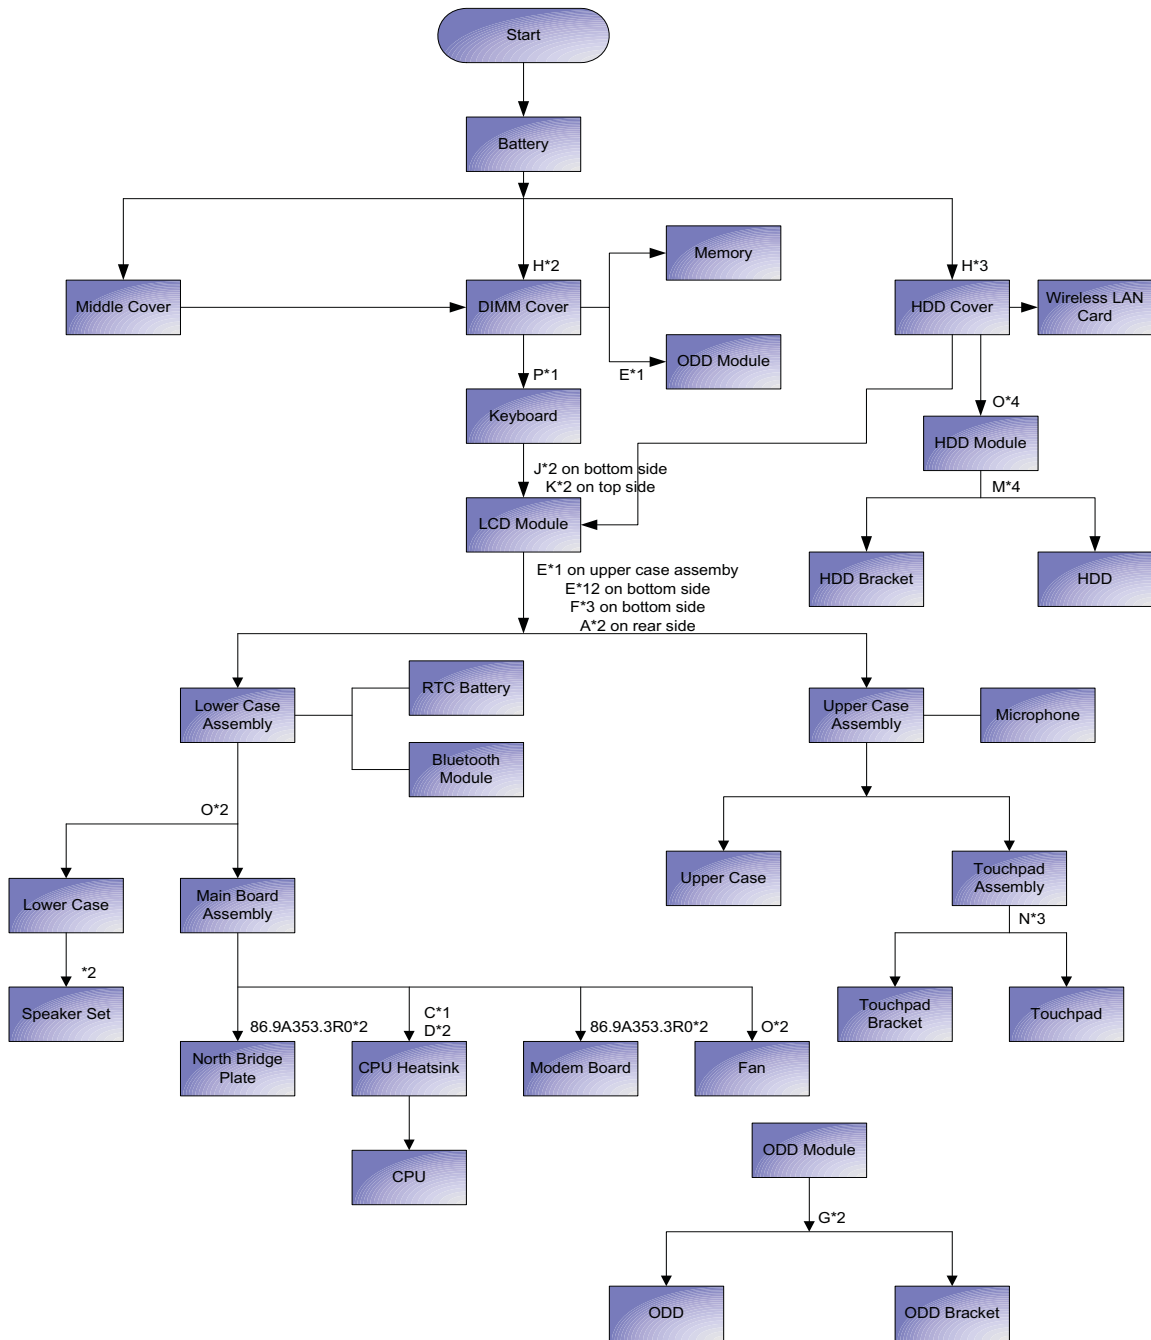 Start
Battery
H*2
H*3
Memory
Middle Cover
DIMM Cover
HDD Cover
Wireless LAN
Card
P*1
E*1
ODD Module
Keyboard
O*4
HDD Module
J*2 on bottom side
K*2 on top side
M*4
LCD Module
HDD Bracket
HDD
E*1 on upper case assemby
E*12 on bottom side
F*3 on bottom side
A*2 on rear side
Lower Case
Assembly
RTC Battery
Bluetooth
Module
Upper Case
Assembly
Microphone
O*2
Lower Case
Main Board
Assembly
Upper Case
Touchpad
Assembly
N*3
*2
Speaker Set
Touchpad
Bracket
Touchpad
86.9A353.3R0*2
C*1
D*2
86.9A353.3R0*2
O*2
North Bridge
Plate
CPU Heatsink
Modem Board
Fan
CPU
ODD Module
G*2
ODD
ODD Bracket